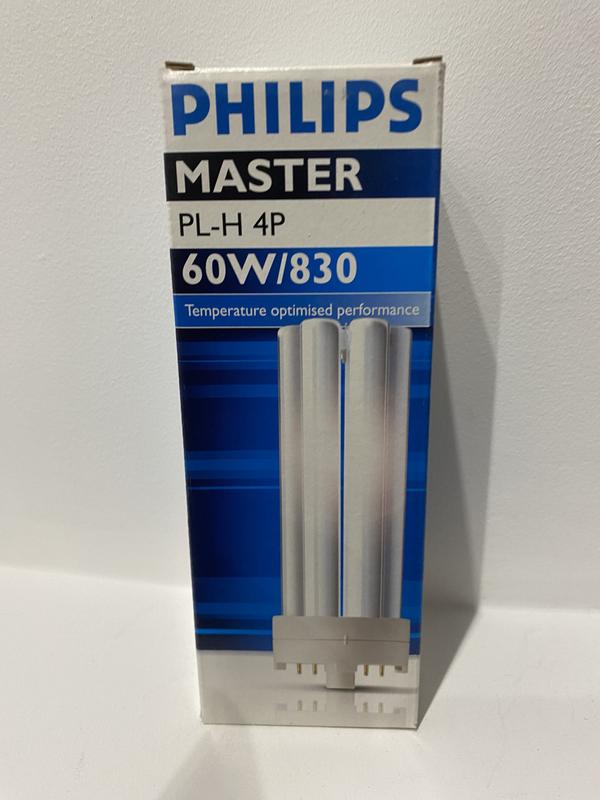 PHILIPS
MASTER
PL-H 4P
60W/830
Temperature optimised performance